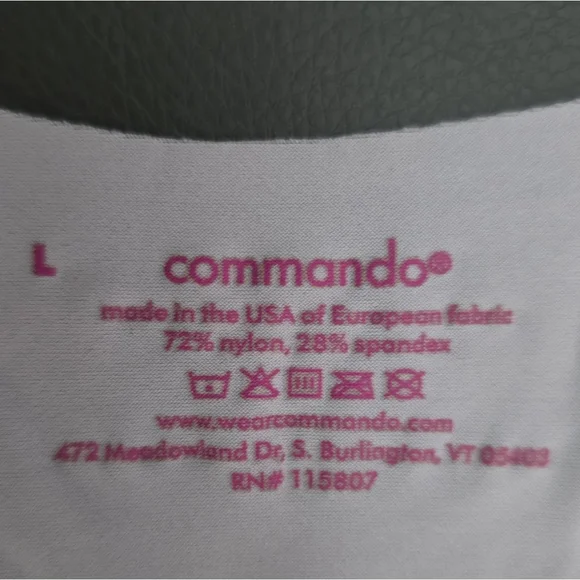 L commando®
made in the USA of European fabric
72% nylon, 28% spandex
www.wearcommando.com
472 Meadowland Dr, S. Burlington, VT 05403
RN# 115807